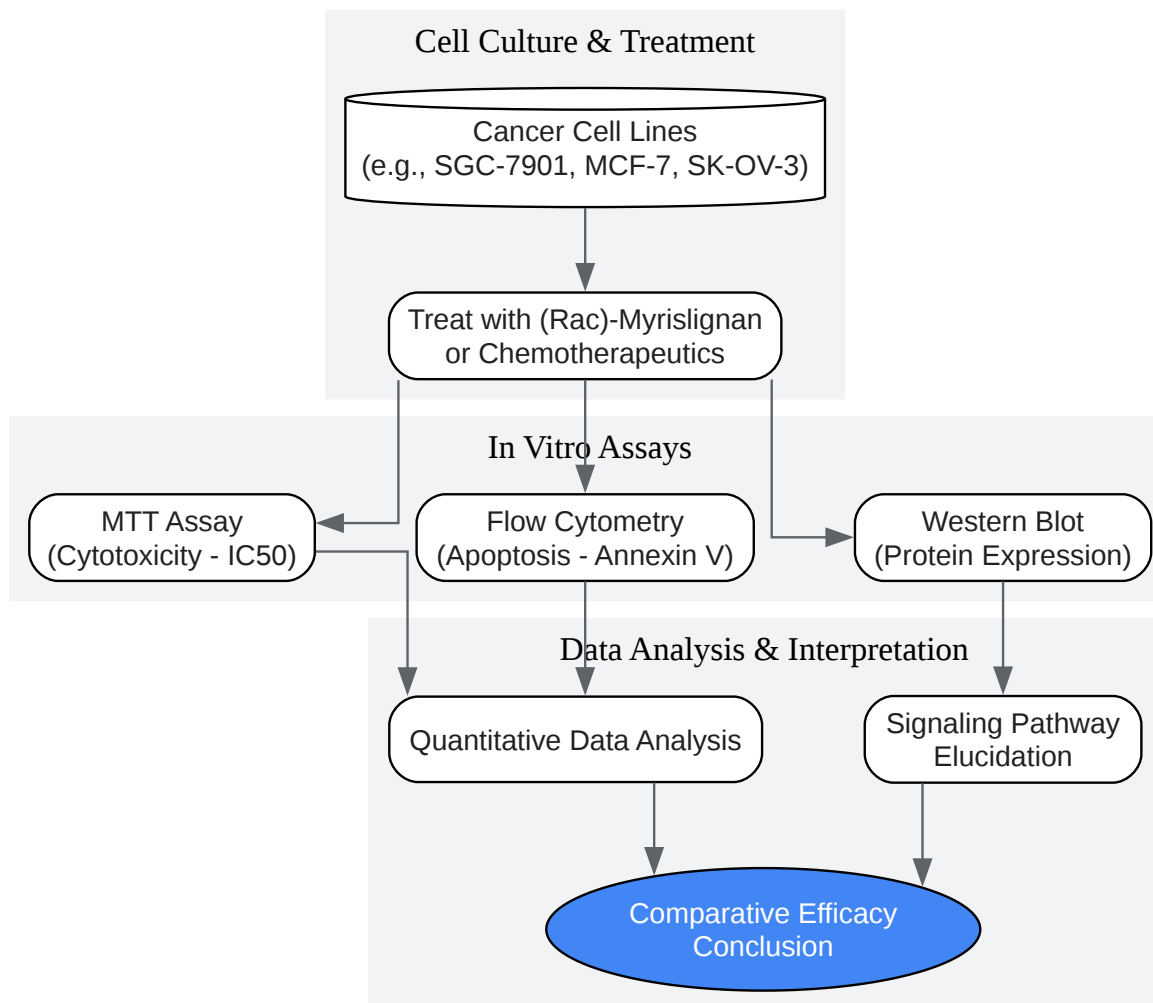 Cell Culture & Treatment
Cancer Cell Lines
(e.g., SGC-7901, MCF-7, SK-OV-3)
Treat with (Rac)-Myrislignan
or Chemotherapeutics
In Vitro Assays
MTT Assay
(Cytotoxicity - IC50)
Flow Cytometry
(Apoptosis - Annexin V)
Western Blot
(Protein Expression)
Data Analysis & Interpretation
Quantitative Data Analysis
Signaling Pathway
Elucidation
Comparative Efficacy
Conclusion